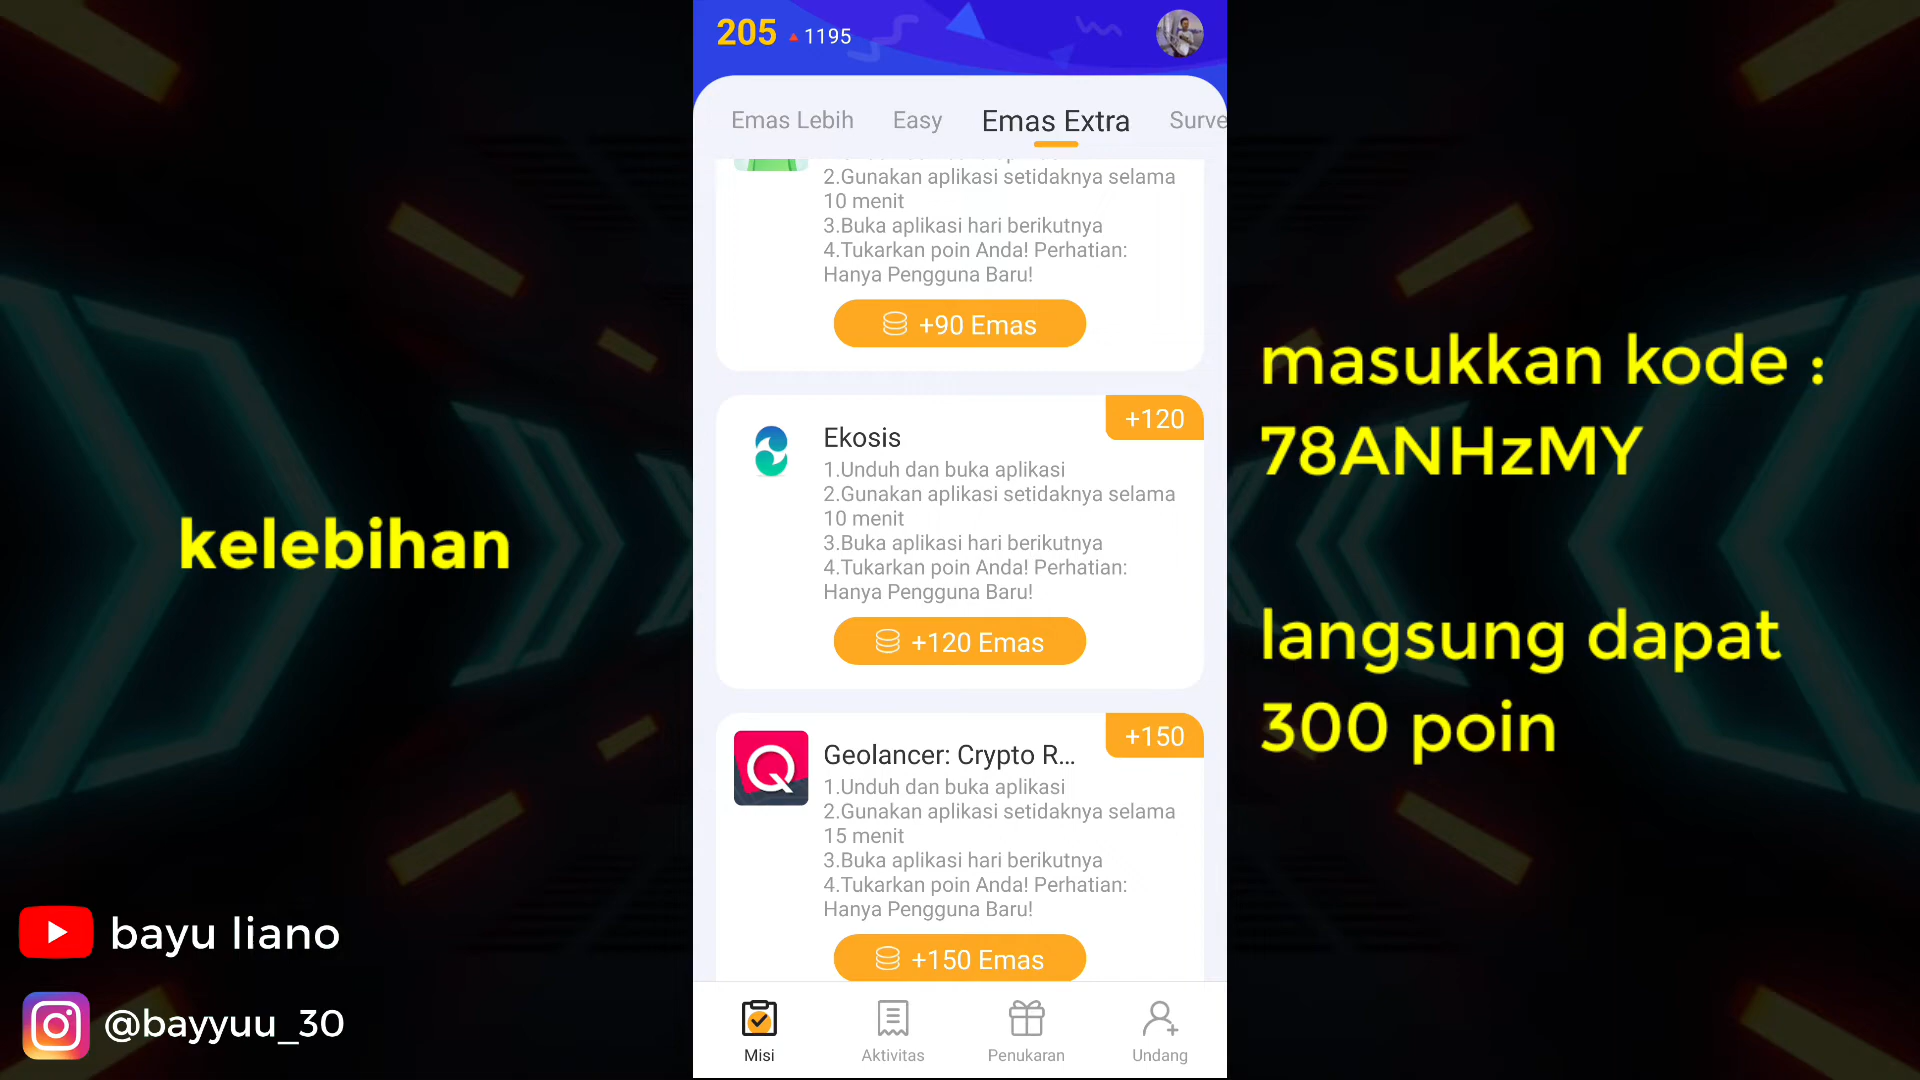 205 1195
Emas Lebih Easy Emas Extra Surve
2.Gunakan aplikasi setidaknya selama
10 menit
3.Buka aplikasi hari berikutnya
4.Tukarkan poin Anda! Perhatian:
Hanya Pengguna Baru!
+90 Emas
+120
Ekosis
1.Unduh dan buka aplikasi
2.Gunakan aplikasi setidaknya selama
10 menit
3.Buka aplikasi hari berikutnya
4.Tukarkan poin Anda! Perhatian:
Hanya Pengguna Baru!
+120 Emas
+150
Geolancer: Crypto R...
1.Unduh dan buka aplikasi
2.Gunakan aplikasi setidaknya selama
15 menit
3.Buka aplikasi hari berikutnya
4.Tukarkan poin Anda! Perhatian:
Hanya Pengguna Baru!
+150 Emas
Misi Aktivitas Penukaran Undang
kelebihan
masukkan kode :
78ANHzMY
langsung dapat
300 poin
bayu liano
@bayyuu_30